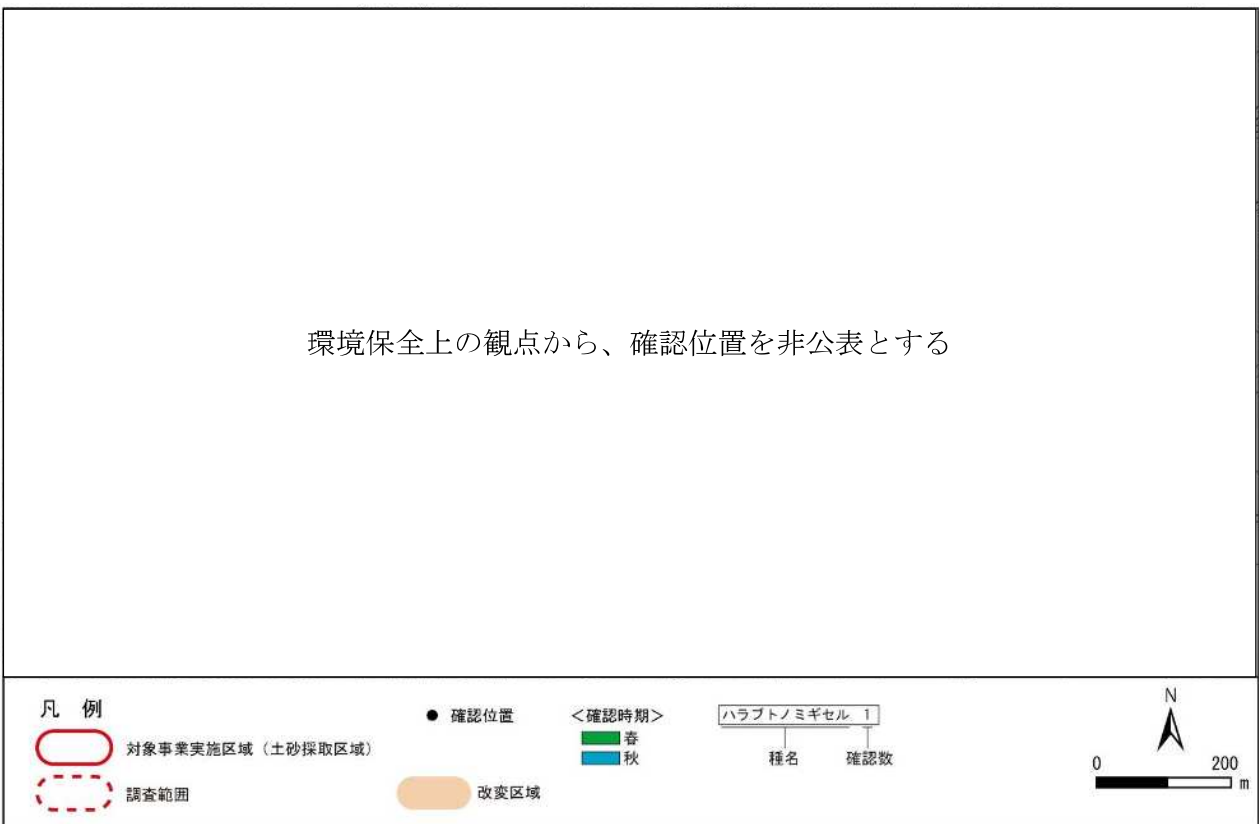 環境保全上の観点から、確認位置を非公表とする
凡 例
対象事業実施区域（土砂採取区域）
調査範囲
● 確認位置
改変区域
＜確認時期＞
春
秋
ハラブトノミギセル 1
種名 確認数
N
0 200
m